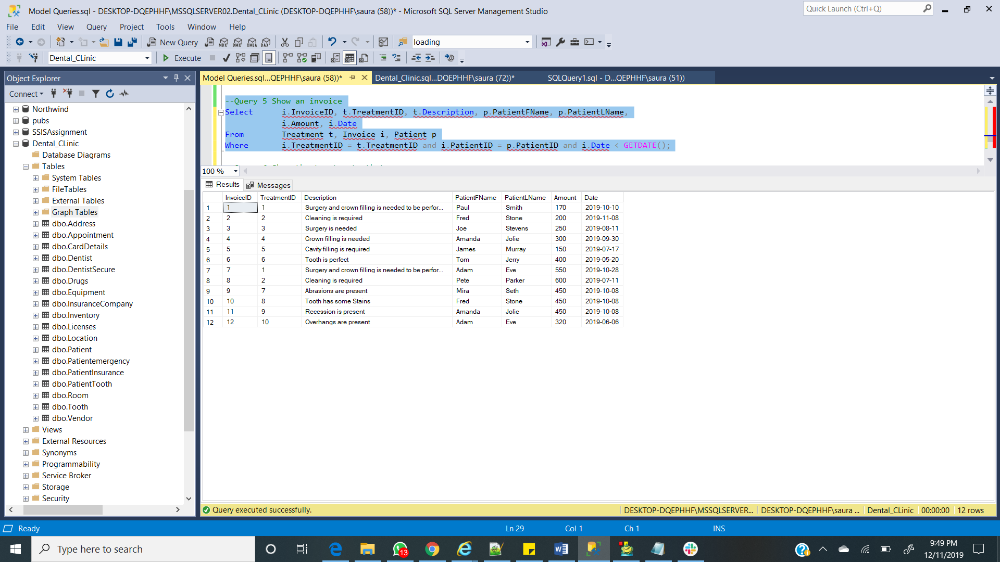 Model Queries.sql - DESKTOP-DQEPHHF\MSSQLSERVER02.Dental_CLinic (DESKTOP-DQEPHHF\saura (58))* - Microsoft SQL Server Management Studio
Quick Launch (Ctrl+Q)
File Edit View Query Project Tools Window Help
New Query MDX DMX XMLA DAX loading
Dental_CLinic Execute
Object Explorer
Connect
Northwind
pubs
SSISAssignment
Dental_CLinic
Database Diagrams
Tables
System Tables
FileTables
External Tables
Graph Tables
dbo.Address
dbo.Appointment
dbo.CardDetails
dbo.Dentist
dbo.DentistSecure
dbo.Drugs
dbo.Equipment
dbo.InsuranceCompany
dbo.Inventory
dbo.Licenses
dbo.Location
dbo.Patient
dbo.Patientemergency
dbo.PatientInsurance
dbo.PatientTooth
dbo.Room
dbo.Tooth
dbo.Vendor
Views
External Resources
Synonyms
Programmability
Service Broker
Storage
Security
Model Queries.sql...QEPHHF\saura (58))* Dental_Clinic.sql...DQEPHHF\saura (72))* SQLQuery1.sql - D...QEPHHF\saura (51))
--Query 5 Show an invoice
Select i.InvoiceID, t.TreatmentID, t.Description, p.PatientFName, p.PatientLName,
i.Amount, i.Date
From Treatment t, Invoice i, Patient p
Where i.TreatmentID = t.TreatmentID and i.PatientID = p.PatientID and i.Date < GETDATE();
100 %
Results Messages
InvoiceID TreatmentID Description PatientFName PatientLName Amount Date
1 1 1 Surgery and crown filling is needed to be perfor... Paul Smith 170 2019-10-10
2 2 2 Cleaning is required Fred Stone 200 2019-11-08
3 3 3 Surgery is needed Joe Stevens 250 2019-08-11
4 4 4 Crown filling is needed Amanda Jolie 300 2019-09-30
5 5 5 Cavity filling is required James Murray 150 2019-07-17
6 6 6 Tooth is perfect Tom Jerry 400 2019-05-20
7 7 1 Surgery and crown filling is needed to be perfor... Adam Eve 550 2019-10-28
8 8 2 Cleaning is required Pete Parker 600 2019-07-11
9 9 7 Abrasions are present Mira Seth 450 2019-10-08
10 10 8 Tooth has some Stains Fred Stone 450 2019-10-08
11 11 9 Recession is present Amanda Jolie 450 2019-10-08
12 12 10 Overhangs are present Adam Eve 320 2019-06-06
Query executed successfully. DESKTOP-DQEPHHF\MSSQLSERVER... DESKTOP-DQEPHHF\saura ... Dental_CLinic 00:00:00 12 rows
Ready Ln 29 Col 1 Ch 1 INS
Type here to search
13
9:49 PM
12/11/2019